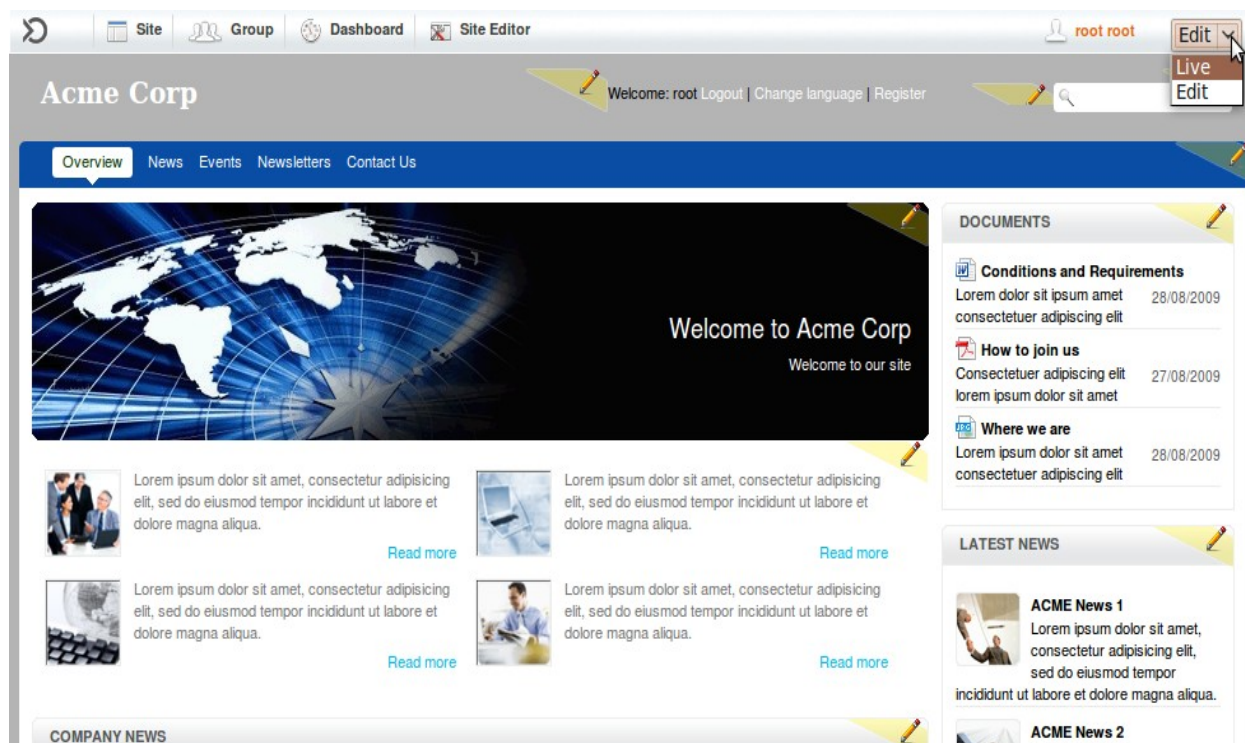 Site Group Dashboard Site Editor root root Edit
Live
Edit
Acme Corp
Welcome: root Logout | Change language | Register
Overview News Events Newsletters Contact Us
Welcome to Acme Corp
Welcome to our site
Lorem ipsum dolor sit amet, consectetur adipisicing
elit, sed do eiusmod tempor incididunt ut labore et
dolore magna aliqua.
Read more
Lorem ipsum dolor sit amet, consectetur adipisicing
elit, sed do eiusmod tempor incididunt ut labore et
dolore magna aliqua.
Read more
Lorem ipsum dolor sit amet, consectetur adipisicing
elit, sed do eiusmod tempor incididunt ut labore et
dolore magna aliqua.
Read more
Lorem ipsum dolor sit amet, consectetur adipisicing
elit, sed do eiusmod tempor incididunt ut labore et
dolore magna aliqua.
Read more
COMPANY NEWS
DOCUMENTS
Conditions and Requirements
Lorem dolor sit ipsum amet 28/08/2009
consectetuer adipiscing elit
How to join us
Consectetuer adipiscing elit 27/08/2009
lorem ipsum dolor sit amet
Where we are
Lorem ipsum dolor sit amet 28/08/2009
consectetuer adipiscing elit
LATEST NEWS
ACME News 1
Lorem ipsum dolor sit amet,
consectetur adipisicing elit,
sed do eiusmod tempor
incididunt ut labore et dolore magna aliqua.
ACME News 2